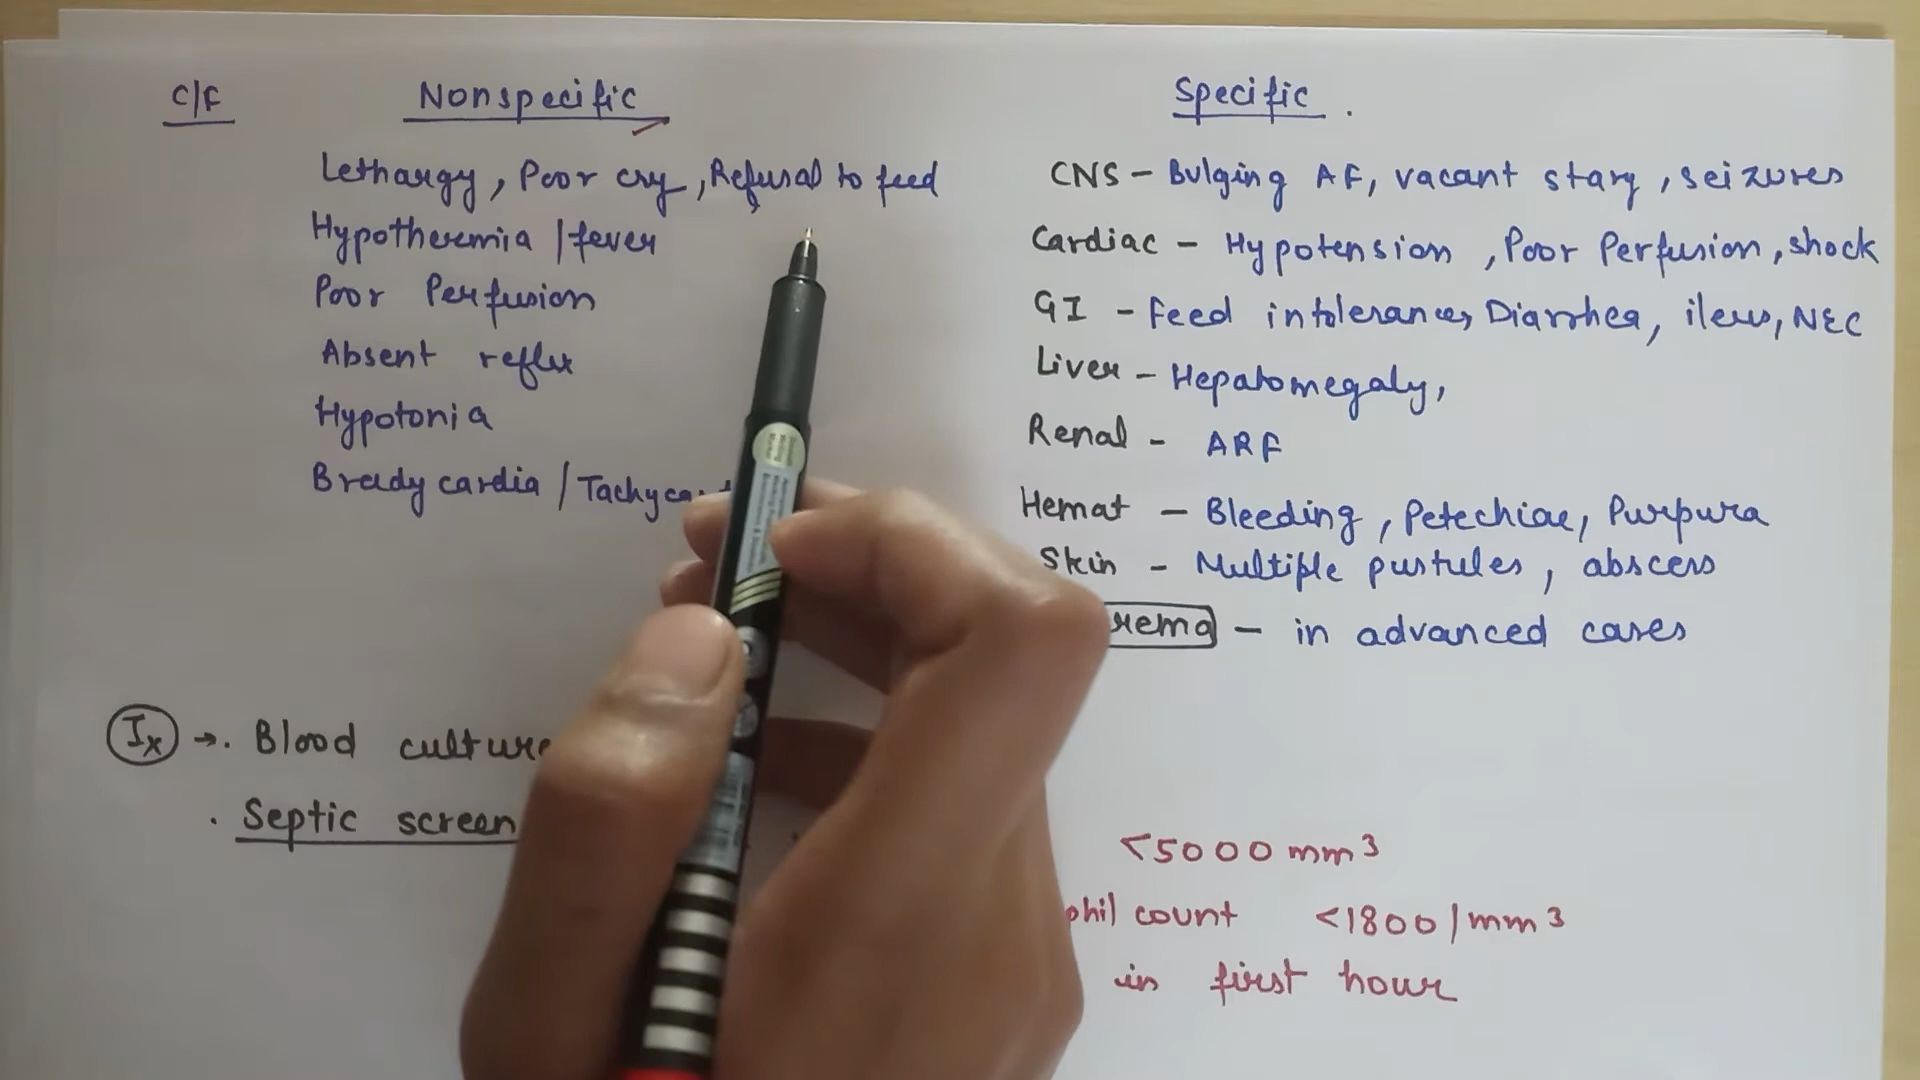 C/F Nonspecific Specific .
Lethargy, Poor cry, Refusal to feed
Hypothermia / fever
Poor Perfusion
Absent reflex
Hypotonia
Brady cardia / Tachyca
CNS - Bulging AF, vacant stary, seizures
Cardiac - Hypotension, Poor Perfusion, shock
GI - Feed intolerance, Diarrhea, ileus, NEC
Liver - Hepatomegaly,
Renal - ARF
Hemat - Bleeding, Petechiae, Purpura
Skin - Multiple pustules, abscess
rema - in advanced cases
Ix → . Blood culture
. Septic screen
<5000 mm3
phil count <1800/mm3
in first hour